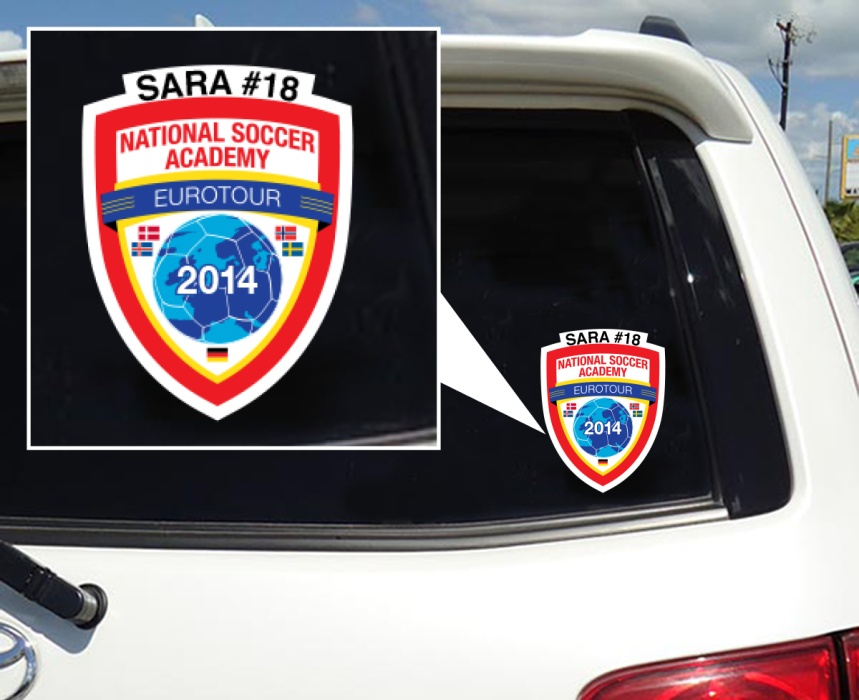 SARA #18
NATIONAL SOCCER
ACADEMY
EUROTOUR
2014
SARA #18
NATIONAL SOCCER
ACADEMY
EUROTOUR
2014